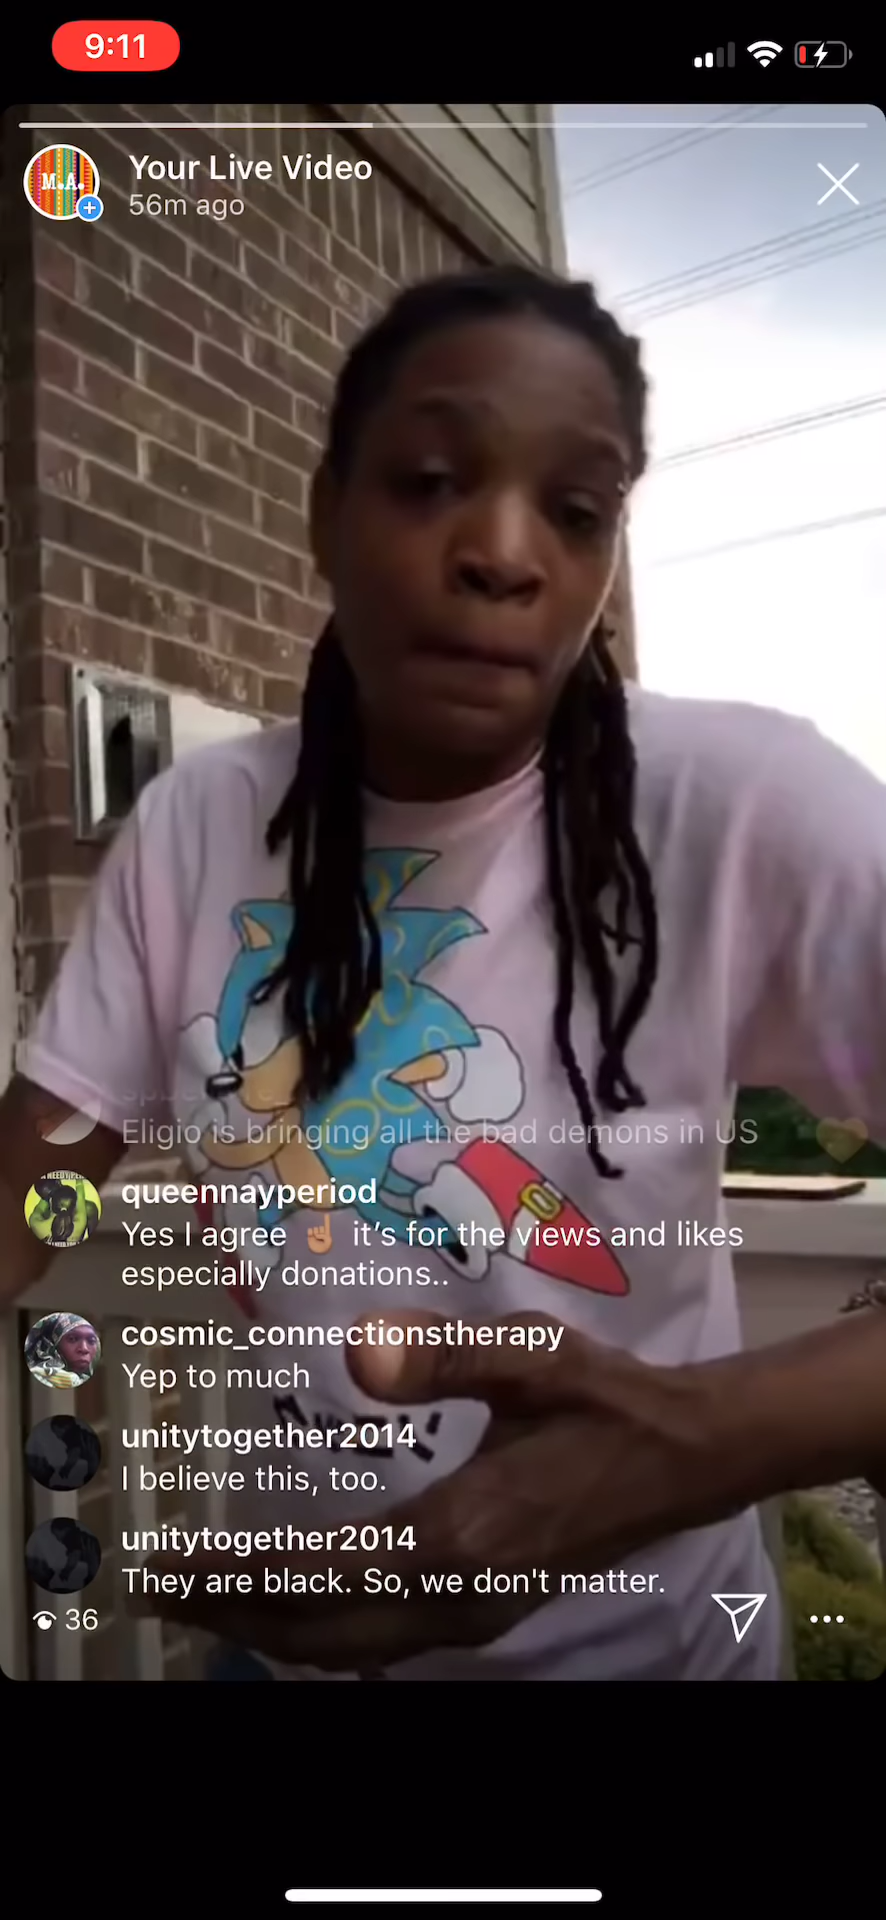 9:11
M.A.
Your Live Video
56m ago
Eligio is bringing all the bad demons in US
queennayperiod
Yes I agree ☝🏼 it’s for the views and likes
especially donations..
cosmic_connectionstherapy
Yep to much
unitytogether2014
I believe this, too.
unitytogether2014
They are black. So, we don't matter.
36